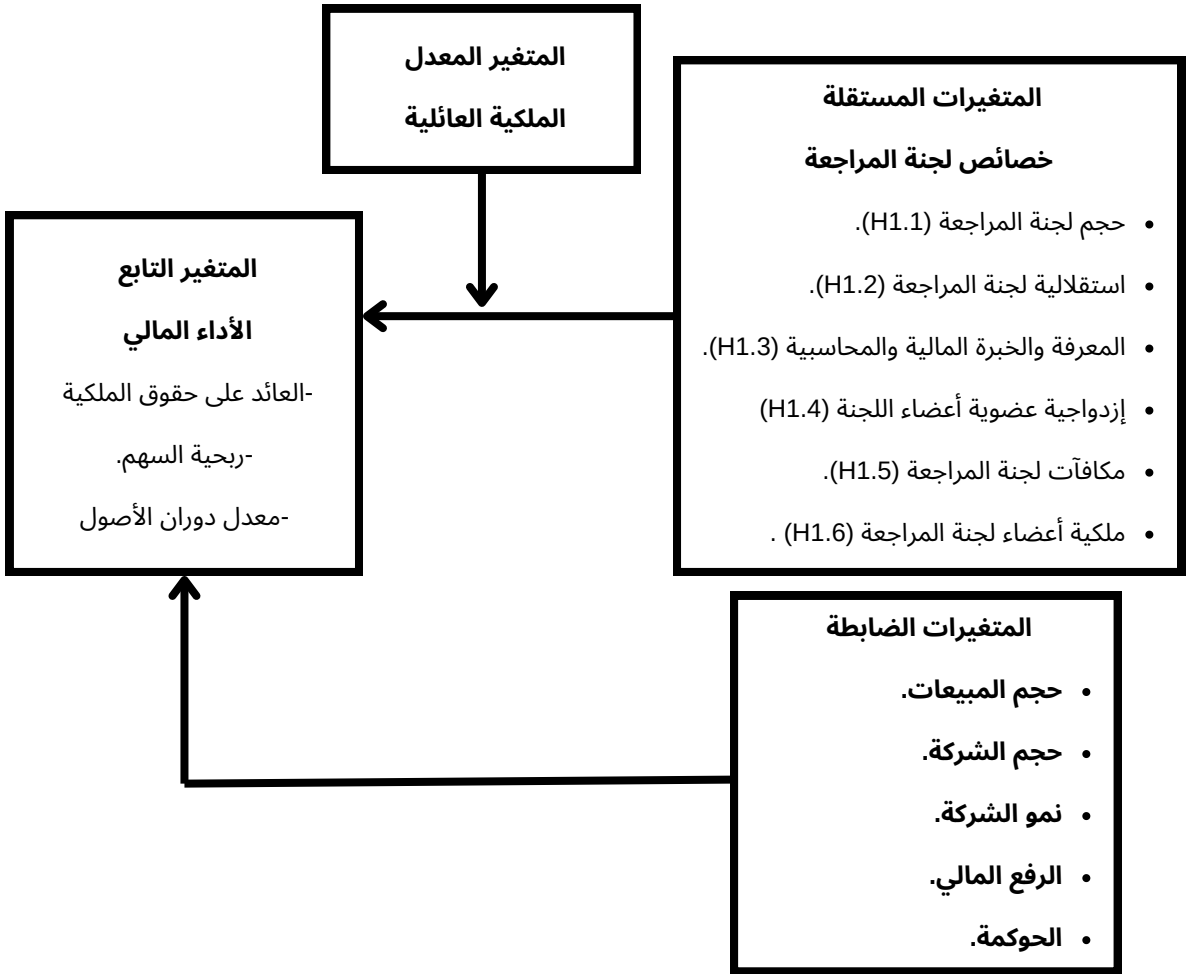 المتغير المعدل
الملكية العائلية
المتغيرات المستقلة
خصائص لجنة المراجعة
• حجم لجنة المراجعة (H1.1).
• استقلالية لجنة المراجعة (H1.2).
• المعرفة والخبرة المالية والمحاسبية (H1.3).
• إزدواجية عضوية أعضاء اللجنة (H1.4)
• مكافآت لجنة المراجعة (H1.5).
• ملكية أعضاء لجنة المراجعة (H1.6) .
المتغير التابع
الأداء المالي
-العائد على حقوق الملكية
-ربحية السهم.
-معدل دوران الأصول
المتغيرات الضابطة
• حجم المبيعات.
• حجم الشركة.
• نمو الشركة.
• الرفع المالي.
• الحوكمة.